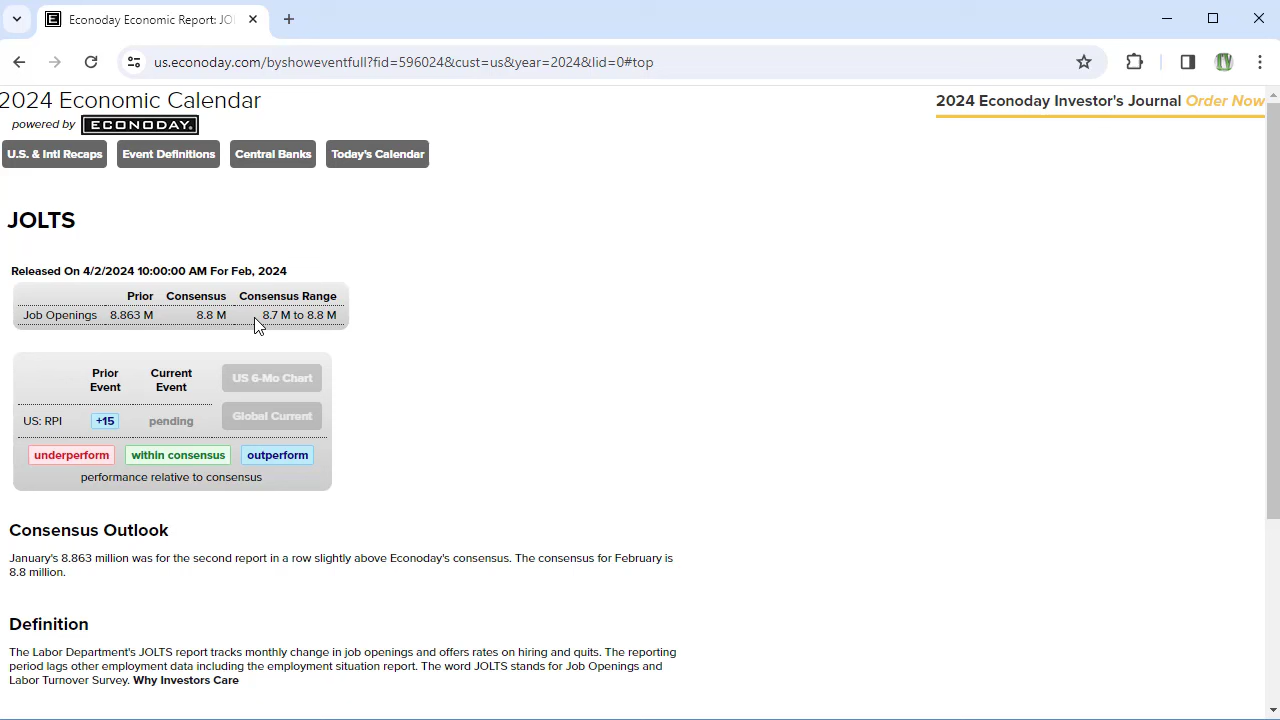 Econoday Economic Report: JO
us.econoday.com/byshoweventfull?fid=596024&cust=us&year=2024&lid=0#top
2024 Economic Calendar
2024 Econoday Investor's Journal Order Now
powered by ECONODAY.
U.S. & Intl Recaps Event Definitions Central Banks Today's Calendar
JOLTS
Released On 4/2/2024 10:00:00 AM For Feb, 2024
Prior Consensus Consensus Range
Job Openings 8.863 M 8.8 M 8.7 M to 8.8 M
Prior Event Current Event US 6-Mo Chart
Global Current
US: RPI +15 pending
underperform within consensus outperform
performance relative to consensus
Consensus Outlook
January's 8.863 million was for the second report in a row slightly above Econoday's consensus. The consensus for February is
8.8 million.
Definition
The Labor Department's JOLTS report tracks monthly change in job openings and offers rates on hiring and quits. The reporting
period lags other employment data including the employment situation report. The word JOLTS stands for Job Openings and
Labor Turnover Survey. Why Investors Care